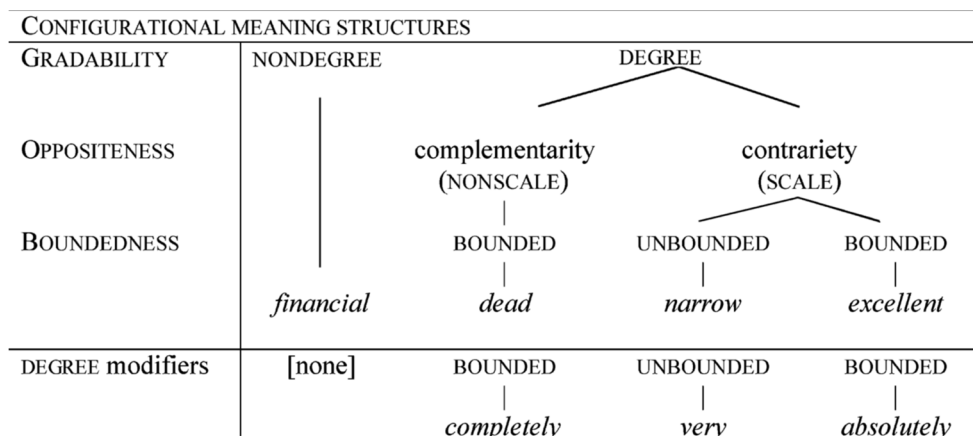 CONFIGURATIONAL MEANING STRUCTURES
GRADABILITY NONDEGREE DEGREE
OPPOSITENESS complementarity contrariety
(NONSCALE) (SCALE)
BOUNDEDNESS BOUNDED UNBOUNDED BOUNDED
financial dead narrow excellent
DEGREE modifiers [none] BOUNDED UNBOUNDED BOUNDED
completely very absolutely